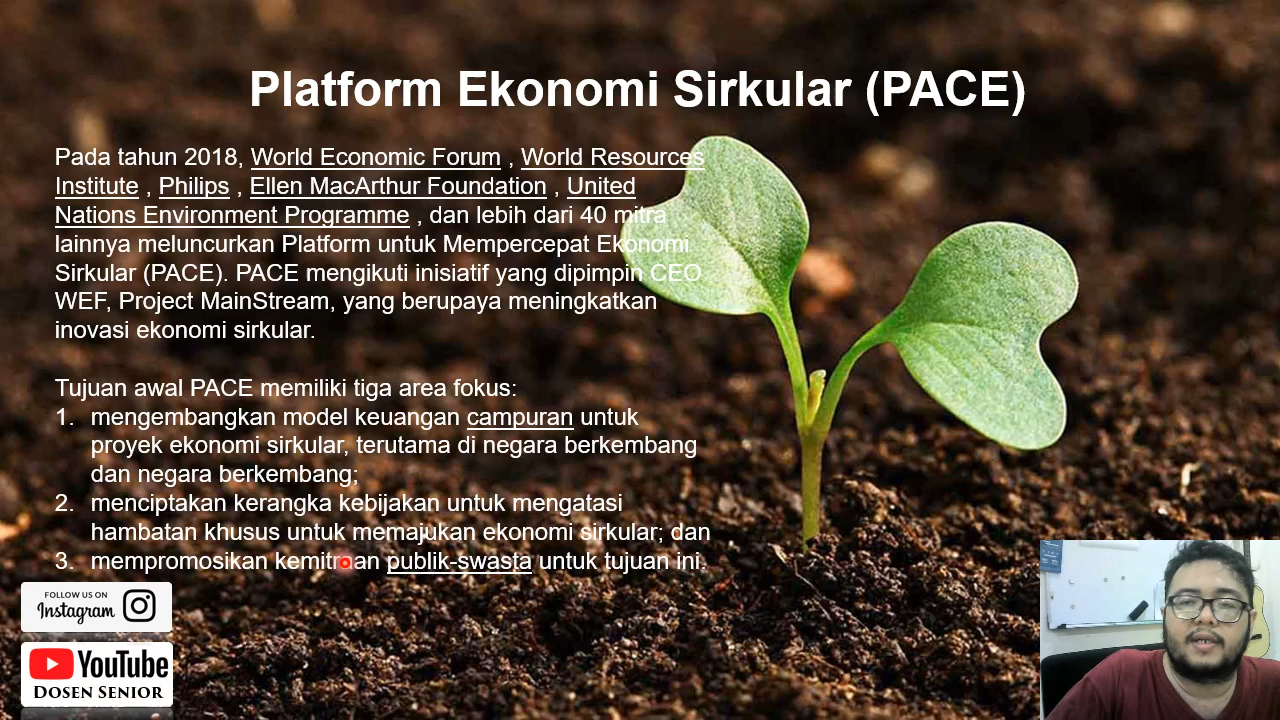 Platform Ekonomi Sirkular (PACE)
Pada tahun 2018, World Economic Forum , World Resources
Institute , Philips , Ellen MacArthur Foundation , United
Nations Environment Programme , dan lebih dari 40 mitra
lainnya meluncurkan Platform untuk Mempercepat Ekonomi
Sirkular (PACE). PACE mengikuti inisiatif yang dipimpin CEO
WEF, Project MainStream, yang berupaya meningkatkan
inovasi ekonomi sirkular.
Tujuan awal PACE memiliki tiga area fokus:
1. mengembangkan model keuangan campuran untuk
proyek ekonomi sirkular, terutama di negara berkembang
dan negara berkembang;
2. menciptakan kerangka kebijakan untuk mengatasi
hambatan khusus untuk memajukan ekonomi sirkular; dan
3. mempromosikan kemitraan publik-swasta untuk tujuan ini.
FOLLOW US ON
Instagram
YouTube
DOSEN SENIOR